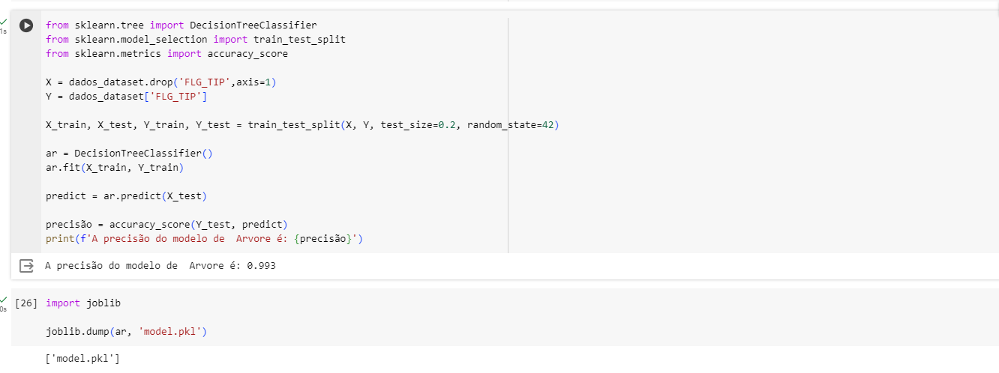 1s
from sklearn.tree import DecisionTreeClassifier
from sklearn.model_selection import train_test_split
from sklearn.metrics import accuracy_score
X = dados_dataset.drop('FLG_TIP',axis=1)
Y = dados_dataset['FLG_TIP']
X_train, X_test, Y_train, Y_test = train_test_split(X, Y, test_size=0.2, random_state=42)
ar = DecisionTreeClassifier()
ar.fit(X_train, Y_train)
predict = ar.predict(X_test)
precisão = accuracy_score(Y_test, predict)
print(f'A precisão do modelo de  Arvore é: {precisão}')
A precisão do modelo de  Arvore é: 0.993
0s
[26] import joblib
joblib.dump(ar, 'model.pkl')
['model.pkl']